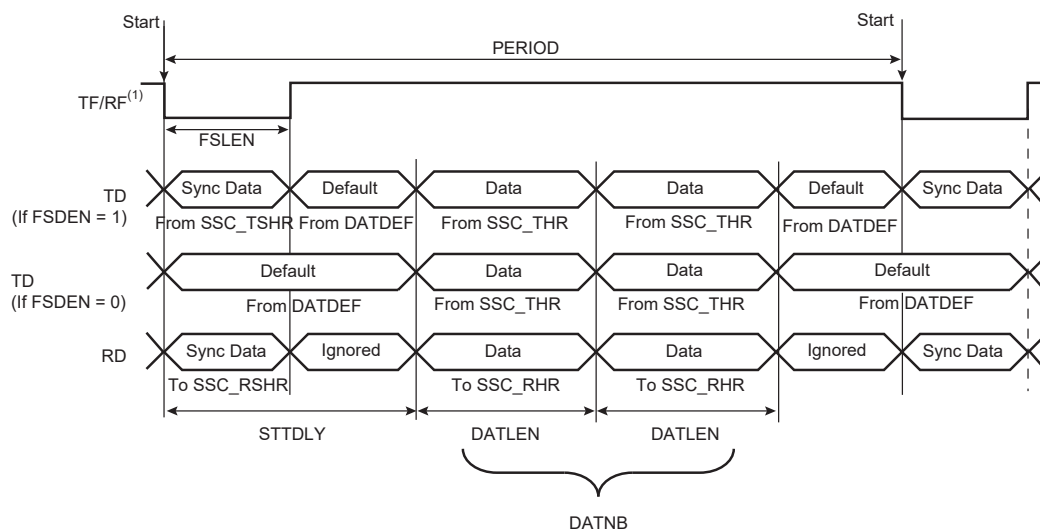 Start Start
PERIOD
TF/RF(1)
FSLEN
TD
(If FSDEN = 1)
Sync Data Default Data Data Default Sync Data
From SSC_TSHR From DATDEF From SSC_THR From SSC_THR From DATDEF
TD
(If FSDEN = 0)
Default Data Data Default
From DATDEF From SSC_THR From SSC_THR From DATDEF
RD Sync Data Ignored Data Data Ignored Sync Data
To SSC_RSHR To SSC_RHR To SSC_RHR
STTDLY DATLEN DATLEN
DATNB